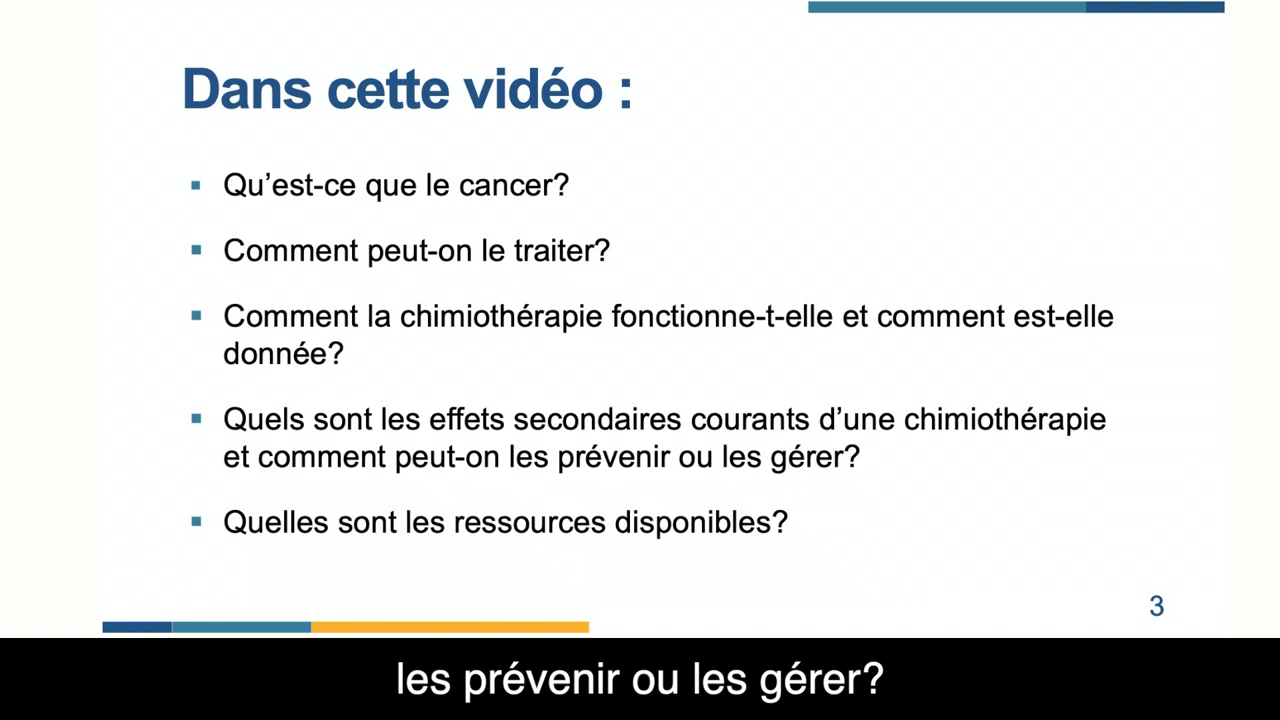 Dans cette vidéo :
▪ Qu’est-ce que le cancer?
▪ Comment peut-on le traiter?
▪ Comment la chimiothérapie fonctionne-t-elle et comment est-elle
donnée?
▪ Quels sont les effets secondaires courants d’une chimiothérapie
et comment peut-on les prévenir ou les gérer?
▪ Quelles sont les ressources disponibles?
3
les prévenir ou les gérer?